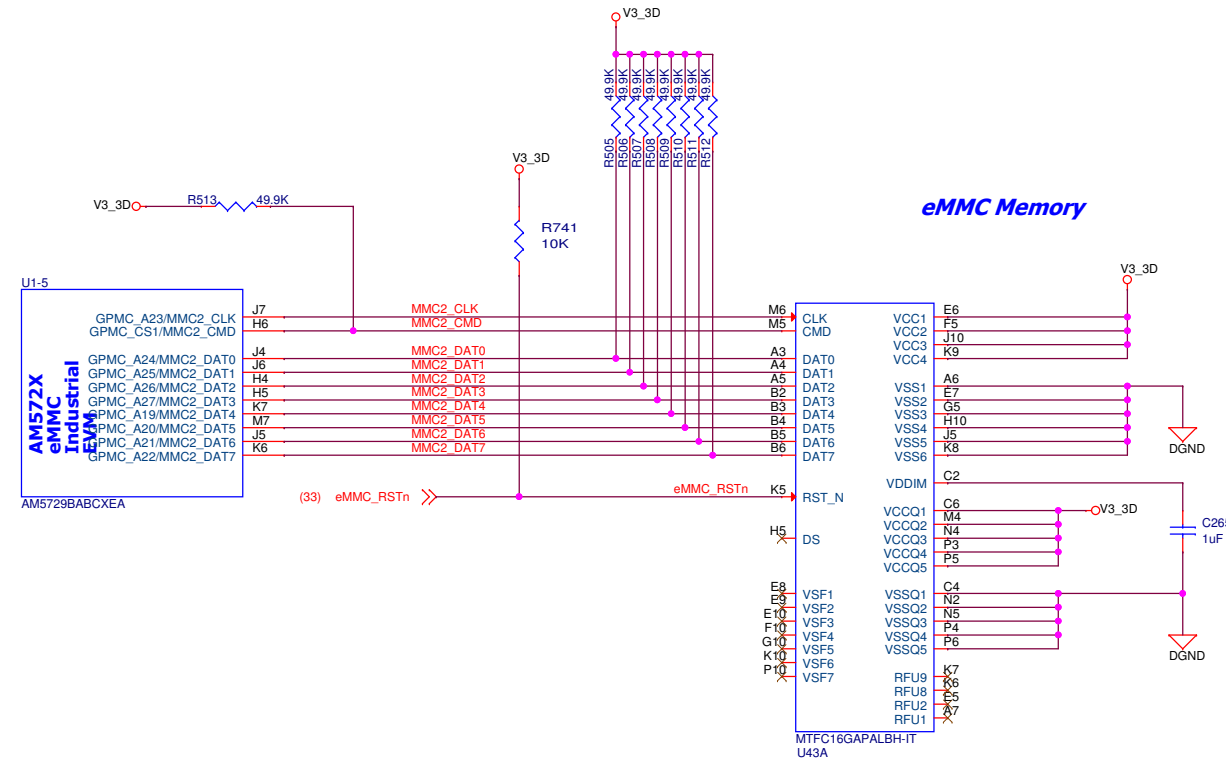 V3_3D
49.9K
49.9K
49.9K
49.9K
49.9K
49.9K
49.9K
49.9K
R505
R506
R507
R508
R509
R510
R511
R512
V3_3D
V3_3D
R513
49.9K
R741
10K
eMMC Memory
V3_3D
U1-5
AM572X
eMMC
Industrial
EVM
GPMC_A23/MMC2_CLK J7 MMC2_CLK M6 CLK
GPMC_CS1/MMC2_CMD H6 MMC2_CMD M5 CMD
GPMC_A24/MMC2_DAT0 J4 MMC2_DAT0 A3 DAT0
GPMC_A25/MMC2_DAT1 J6 MMC2_DAT1 A4 DAT1
GPMC_A26/MMC2_DAT2 H4 MMC2_DAT2 A5 DAT2
GPMC_A27/MMC2_DAT3 H5 MMC2_DAT3 B2 DAT3
GPMC_A19/MMC2_DAT4 K7 MMC2_DAT4 B3 DAT4
GPMC_A20/MMC2_DAT5 M7 MMC2_DAT5 B4 DAT5
GPMC_A21/MMC2_DAT6 J5 MMC2_DAT6 B5 DAT6
GPMC_A22/MMC2_DAT7 K6 MMC2_DAT7 B6 DAT7
AM5729BABCXEA
(33) eMMC_RSTn eMMC_RSTn K5 RST_N
H5 DS
E8 VSF1
E9 VSF2
E10 VSF3
F10 VSF4
G10 VSF5
K10 VSF6
P10 VSF7
VCC1 E6
VCC2 F5
VCC3 J10
VCC4 K9
VSS1 A6
VSS2 E7
VSS3 G5
VSS4 H10
VSS5 J5
VSS6 K8
DGND
VDDIM C2
VCCQ1 C6 V3_3D
VCCQ2 M4
VCCQ3 N4
VCCQ4 P3
VCCQ5 P5
1uF
VSSQ1 C4
VSSQ2 N2
VSSQ3 N5
VSSQ4 P4
VSSQ5 P6
DGND
RFU9 K7
RFU8 K6
RFU2 E5
RFU1 A7
MTFC16GAPALBH-IT
U43A